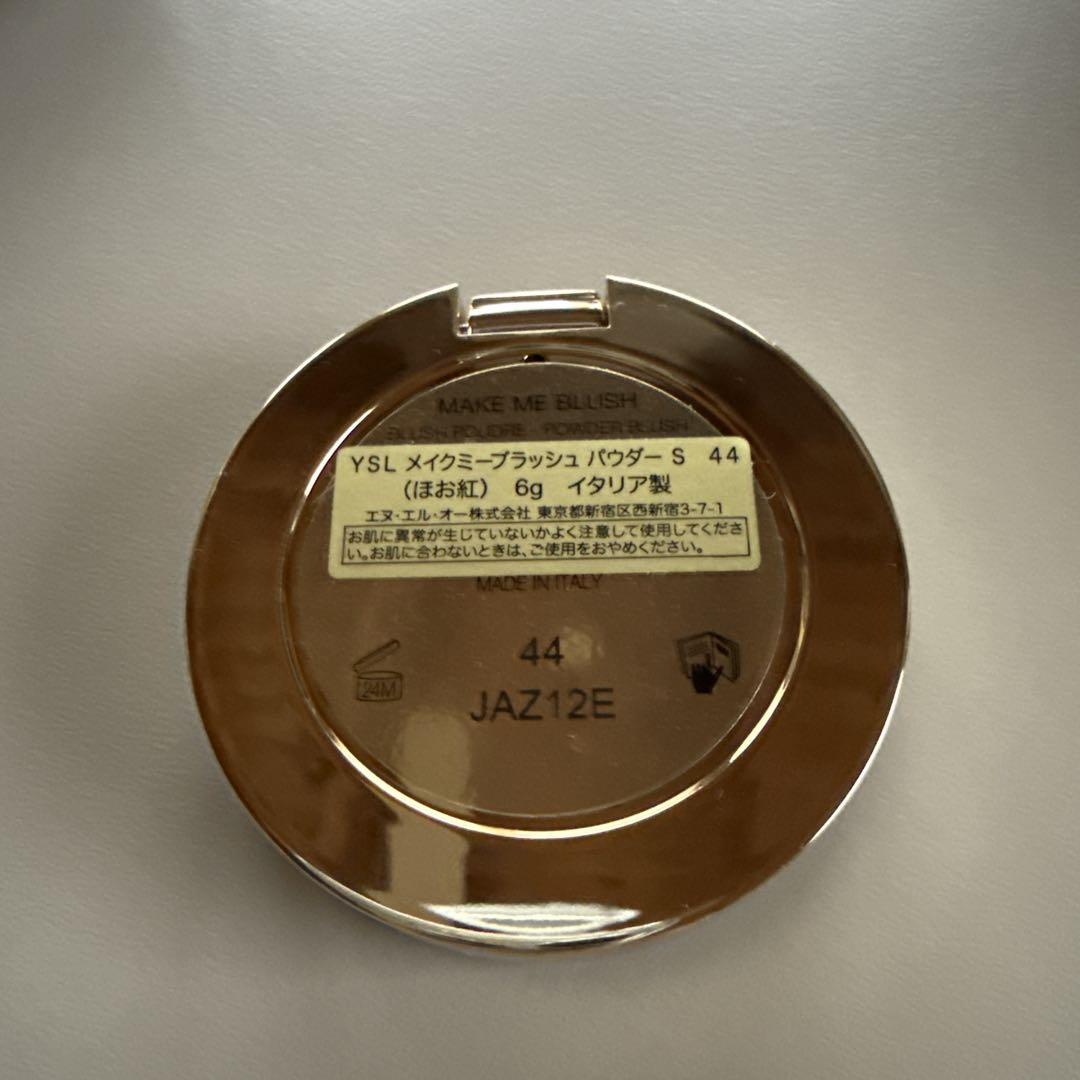 MAKE ME BLUSH
BLUSH POUDRE - POWDER BLUSH
YSL メイクミーブラッシュ パウダー S 44
(ほお紅) 6g イタリア製
エヌ・エル・オー株式会社 東京都新宿区西新宿3-7-1
お肌に異常が生じていないかよく注意して使用してくださ
い。お肌に合わないときは、ご使用をおやめください。
MADE IN ITALY
44
24M
JAZ12E